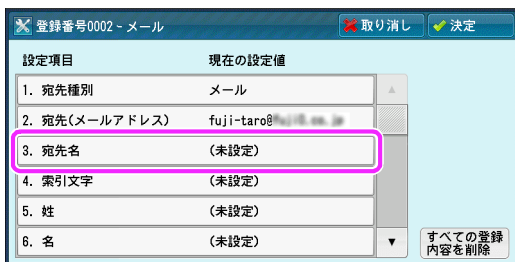 登録番号0002 - メール
取り消し
決定
設定項目
現在の設定値
1. 宛先種別
メール
2. 宛先(メールアドレス)
fuji-taro@
3. 宛先名
(未設定)
4. 索引文字
(未設定)
5. 姓
(未設定)
6. 名
(未設定)
すべての登録
内容を削除